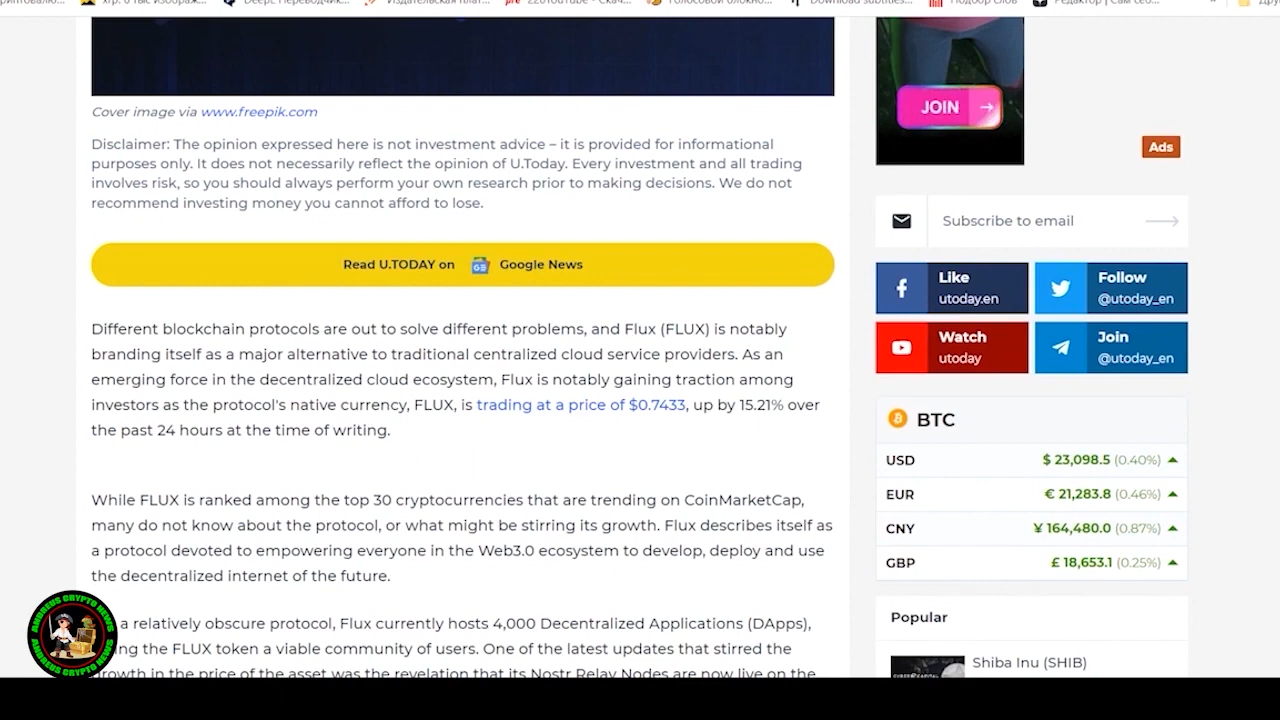 Cover image via www.freepik.com
Disclaimer: The opinion expressed here is not investment advice – it is provided for informational
purposes only. It does not necessarily reflect the opinion of U.Today. Every investment and all trading
involves risk, so you should always perform your own research prior to making decisions. We do not
recommend investing money you cannot afford to lose.
Read U.TODAY on Google News
Different blockchain protocols are out to solve different problems, and Flux (FLUX) is notably
branding itself as a major alternative to traditional centralized cloud service providers. As an
emerging force in the decentralized cloud ecosystem, Flux is notably gaining traction among
investors as the protocol's native currency, FLUX, is trading at a price of $0.7433, up by 15.21% over
the past 24 hours at the time of writing.
While FLUX is ranked among the top 30 cryptocurrencies that are trending on CoinMarketCap,
many do not know about the protocol, or what might be stirring its growth. Flux describes itself as
a protocol devoted to empowering everyone in the Web3.0 ecosystem to develop, deploy and use
the decentralized internet of the future.
a relatively obscure protocol, Flux currently hosts 4,000 Decentralized Applications (DApps),
the FLUX token a viable community of users. One of the latest updates that stirred the
growth in the price of the asset was the revelation that its Nostr Relay Nodes are now live on the
ANDREUS CRYPTO NEWS
ANDREUS CRYPTO NEWS
JOIN
Ads
Subscribe to email
Like
utoday.en
Follow
@utoday_en
Watch
utoday
Join
@utoday_en
BTC
USD $ 23,098.5 (0.40%)
EUR € 21,283.8 (0.46%)
CNY ¥ 164,480.0 (0.87%)
GBP £ 18,653.1 (0.25%)
Popular
Shiba Inu (SHIB)